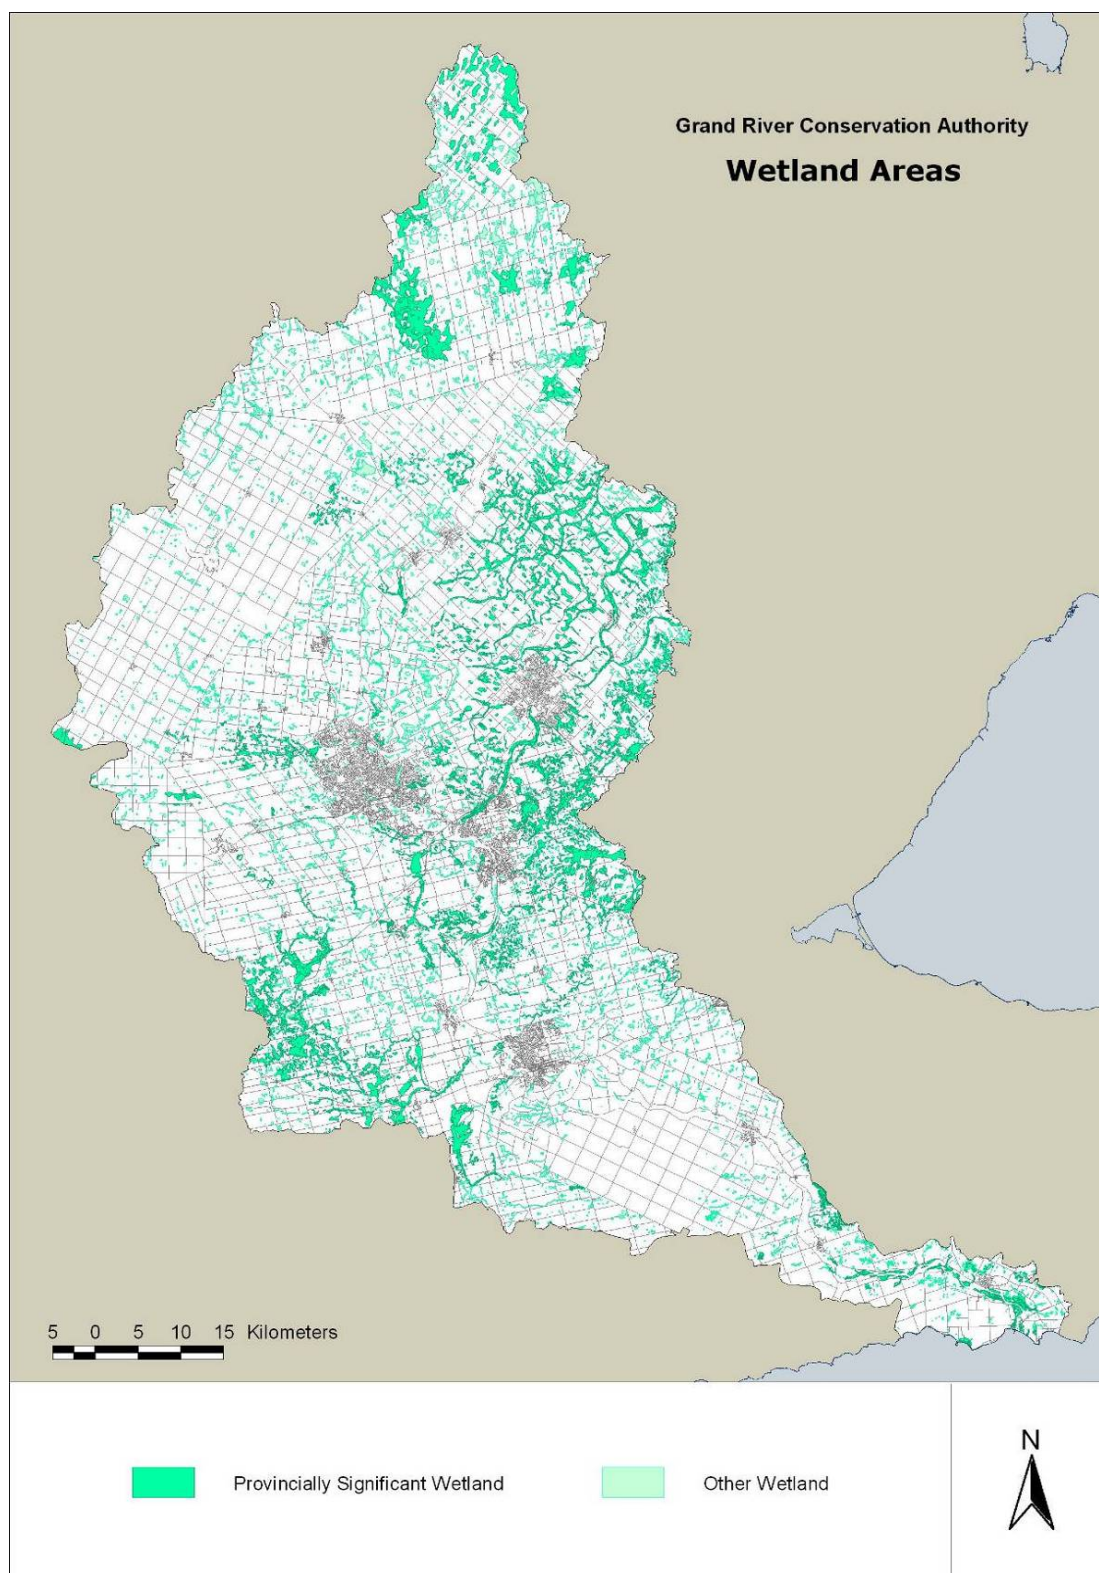 Grand River Conservation Authority
Wetland Areas
5 0 5 10 15 Kilometers
Provincially Significant Wetland
Other Wetland
N